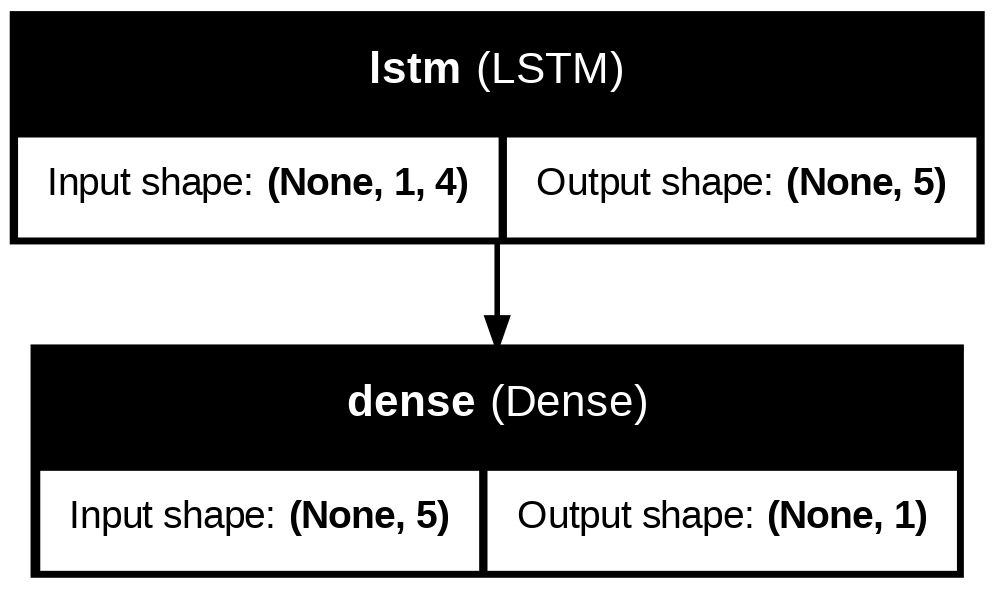 lstm (LSTM)
Input shape: (None, 1, 4)
Output shape: (None, 5)
dense (Dense)
Input shape: (None, 5)
Output shape: (None, 1)